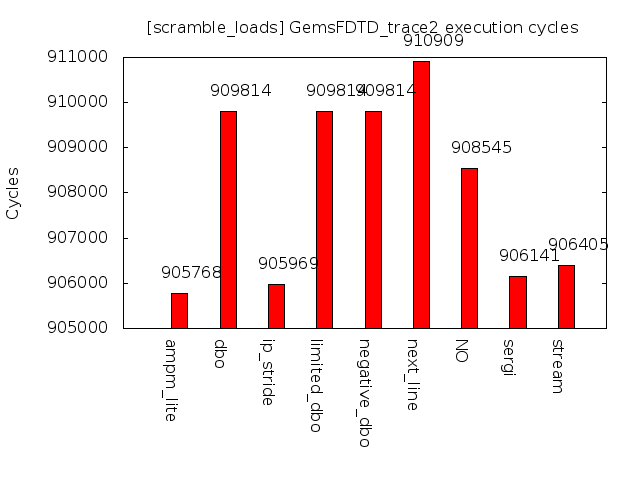 [scramble_loads] GemsFDTD_trace2 execution cycles
Cycles
911000
910000
909000
908000
907000
906000
905000
905768
909814
905969
909814
909814
910909
908545
906141
906405
ampm_lite
dbo
ip_stride
limited_dbo
negative_dbo
next_line
NO
sergi
stream